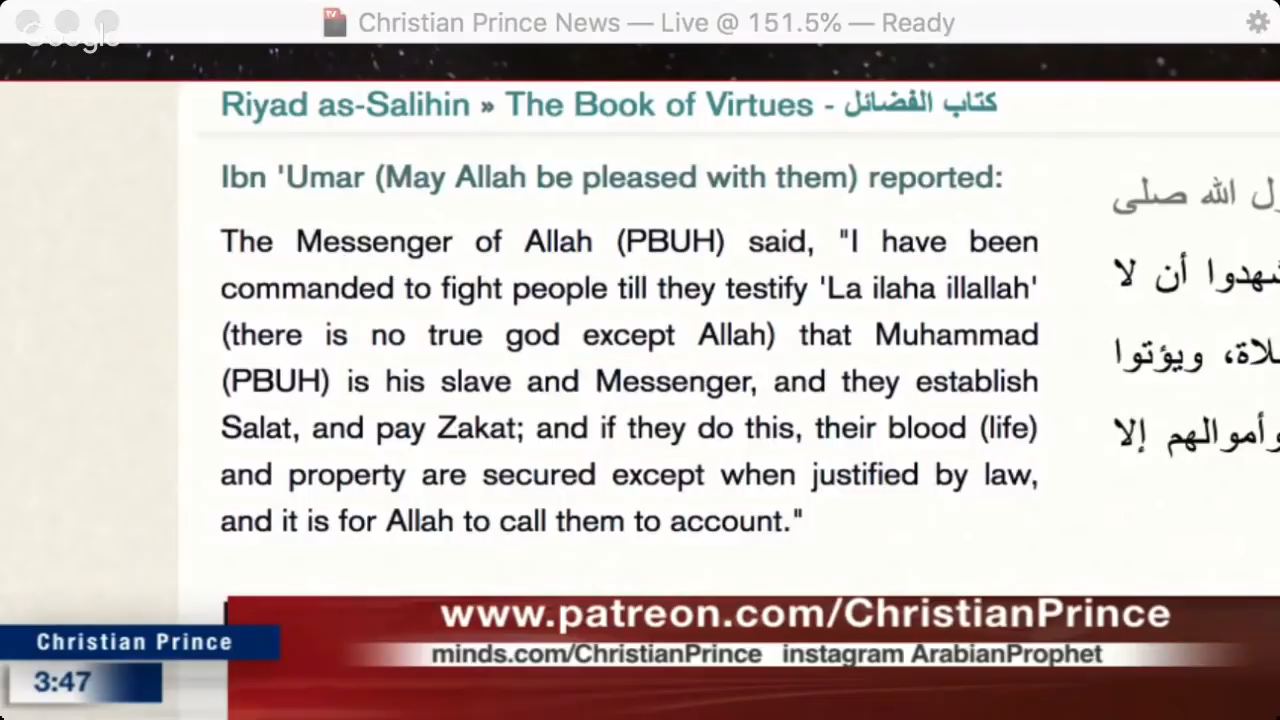 Christian Prince News — Live @ 151.5% — Ready
Google
Riyad as-Salihin » The Book of Virtues - كتاب الفضائل
Ibn 'Umar (May Allah be pleased with them) reported:
The Messenger of Allah (PBUH) said, "I have been
commanded to fight people till they testify 'La ilaha illallah'
(there is no true god except Allah) that Muhammad
(PBUH) is his slave and Messenger, and they establish
Salat, and pay Zakat; and if they do this, their blood (life)
and property are secured except when justified by law,
and it is for Allah to call them to account."
الله صلى
أن لا
ويؤتوا
وأموالهم إلا
www.patreon.com/ChristianPrince
minds.com/ChristianPrince instagram ArabianProphet
Christian Prince
3:47